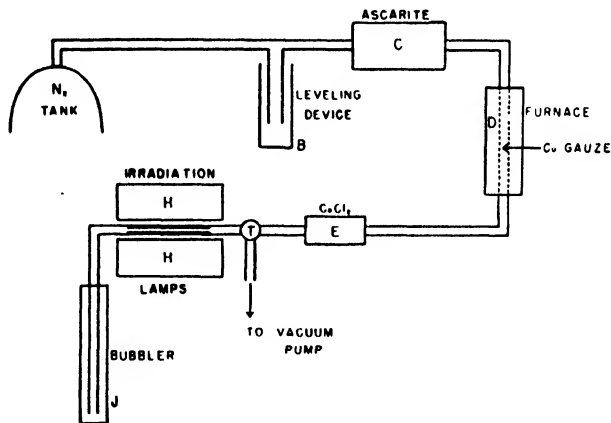 ASCARITE
C
N₂
TANK
LEVELING
DEVICE
B
D
FURNACE
Cu GAUZE
IRRADIATION
H
CaCl₂
T
E
H
LAMPS
TO VACUUM
PUMP
BUBBLER
J